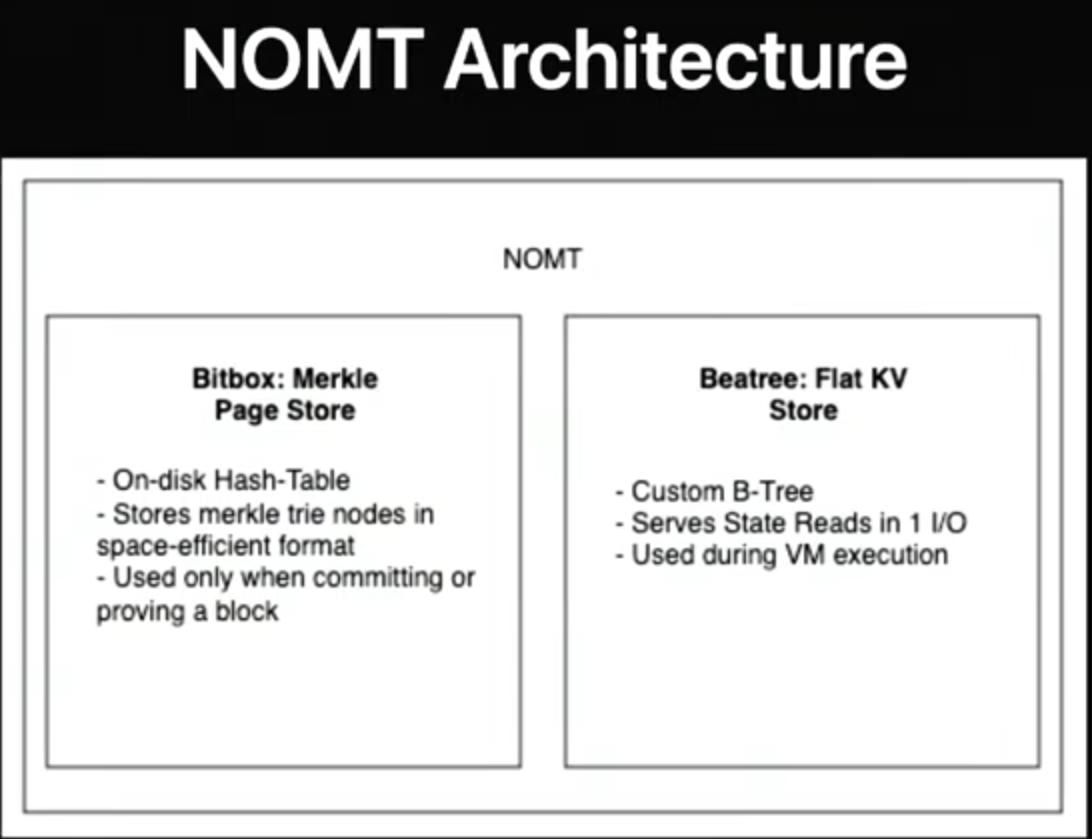 NOMT Architecture
NOMT
Bitbox: Merkle
Page Store
- On-disk Hash-Table
- Stores merkle trie nodes in
space-efficient format
- Used only when committing or
proving a block
Beatree: Flat KV
Store
- Custom B-Tree
- Serves State Reads in 1 I/O
- Used during VM execution